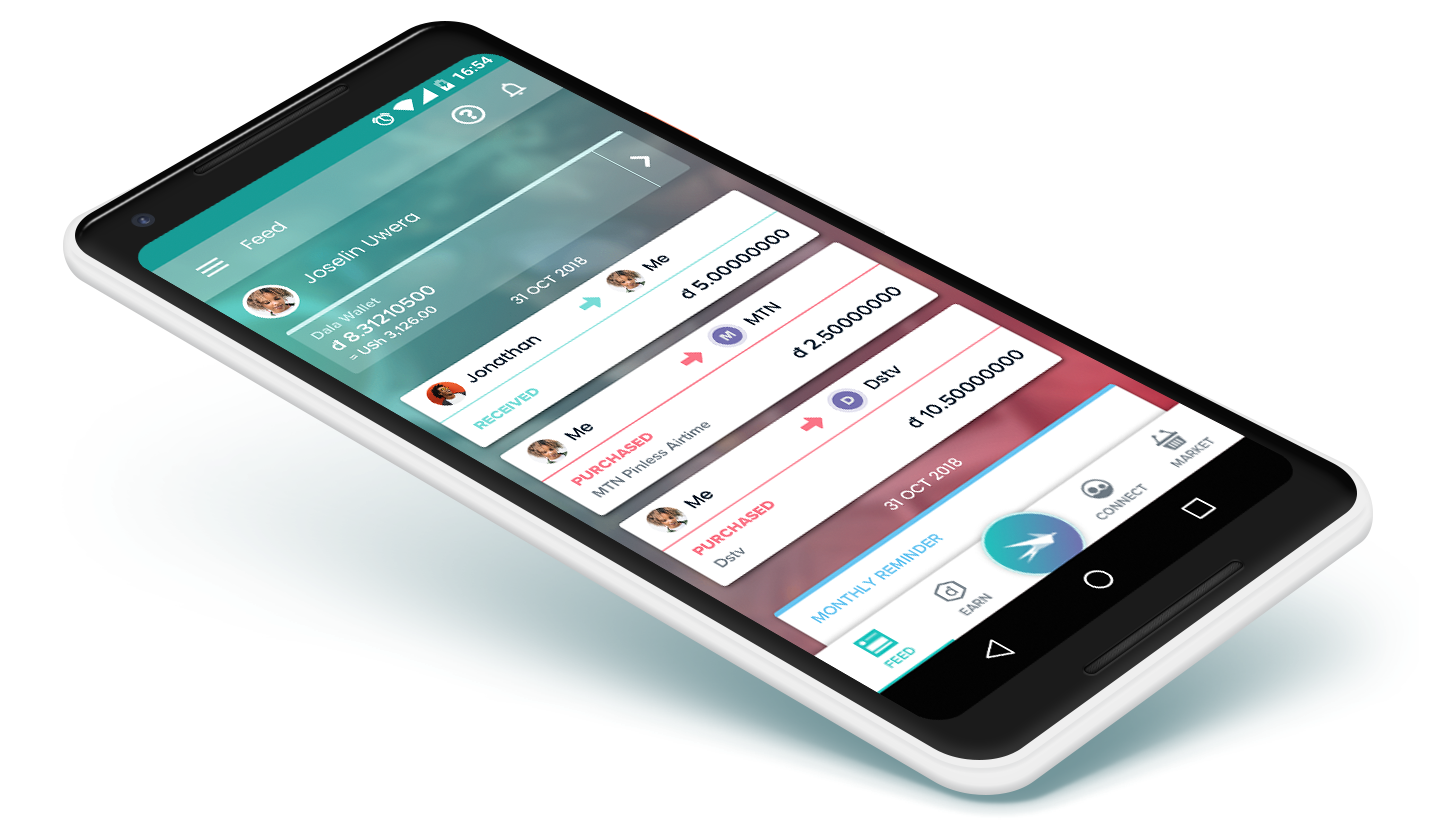 16:54
Feed
Joselin Uwera
Dala Wallet
đ 8.31210500
= USh 3,126.00
31 OCT 2018
Jonathan
Me
RECEIVED
đ 5.00000000
Me
M
MTN
PURCHASED
đ 2.50000000
MTN Pinless Airtime
Me
D
Dstv
PURCHASED
đ 10.50000000
Dstv
31 OCT 2018
MONTHLY REMINDER
FEED
d
EARN
CONNECT
MARKET